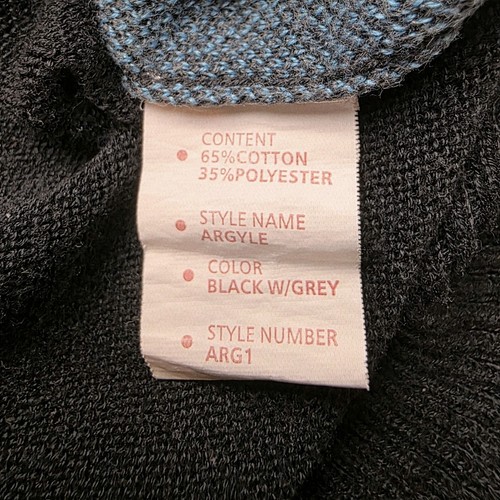 CONTENT
65%COTTON
35%POLYESTER
STYLE NAME
ARGYLE
COLOR
BLACK W/GREY
STYLE NUMBER
ARG1